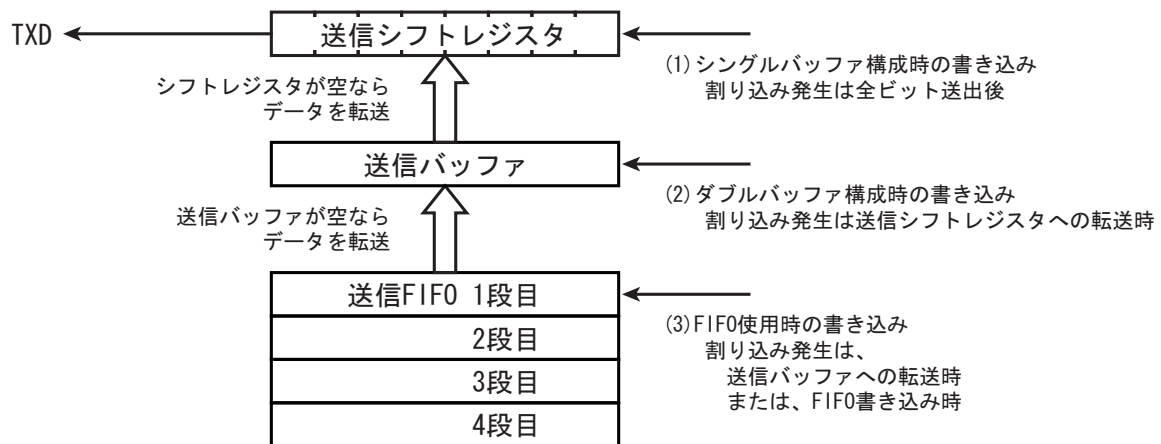 TXD
送信シフトレジスタ
(1)シングルバッファ構成時の書き込み
割り込み発生は全ビット送出後
シフトレジスタが空なら
データを転送
送信バッファ
(2)ダブルバッファ構成時の書き込み
割り込み発生は送信シフトレジスタへの転送時
送信バッファが空なら
データを転送
送信FIFO 1段目
2段目
3段目
4段目
(3)FIFO使用時の書き込み
割り込み発生は、
送信バッファへの転送時
または、FIFO書き込み時